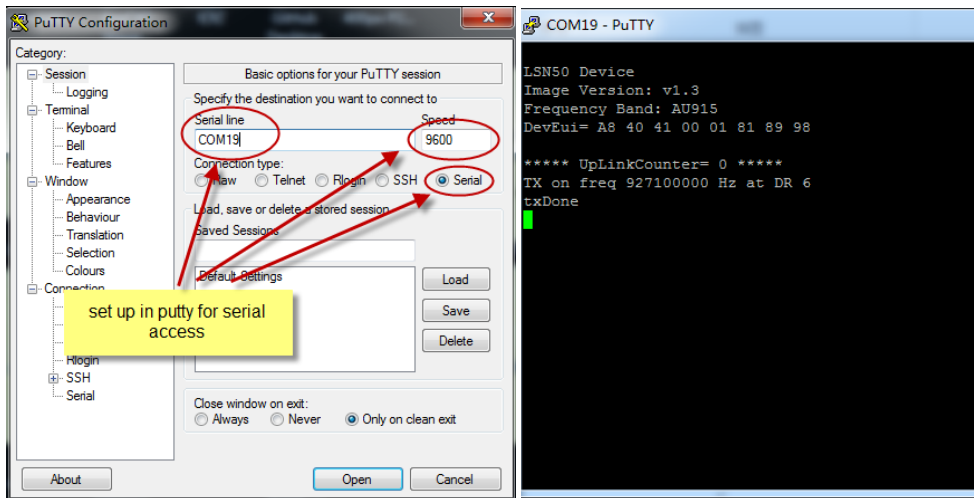 PuTTY Configuration
Category:
Session
Logging
Terminal
Keyboard
Bell
Features
Window
Appearance
Behaviour
Translation
Selection
Colours
Connection
Rlogin
SSH
Serial
Basic options for your PuTTY session
Specify the destination you want to connect to
Serial line
Speed
COM19
9600
Connection type:
Raw
Telnet
Rlogin
SSH
Serial
Load, save or delete a stored session
Saved Sessions
Default Settings
Load
Save
Delete
set up in putty for serial
access
Close window on exit:
Always
Never
Only on clean exit
About
Open
Cancel
COM19 - PuTTY
LSN50 Device
Image Version: v1.3
Frequency Band: AU915
DevEui= A8 40 41 00 01 81 89 98
***** UpLinkCounter= 0 *****
TX on freq 927100000 Hz at DR 6
txDone